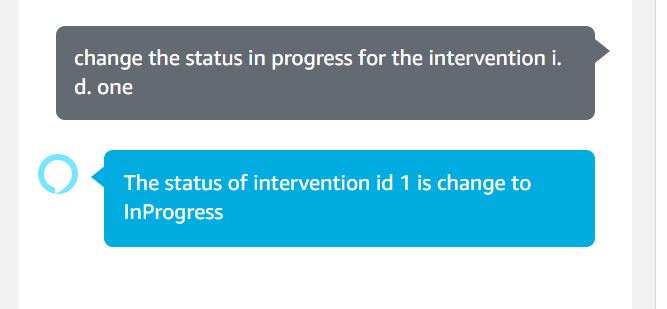 change the status in progress for the intervention i.
d. one
The status of intervention id 1 is change to
InProgress